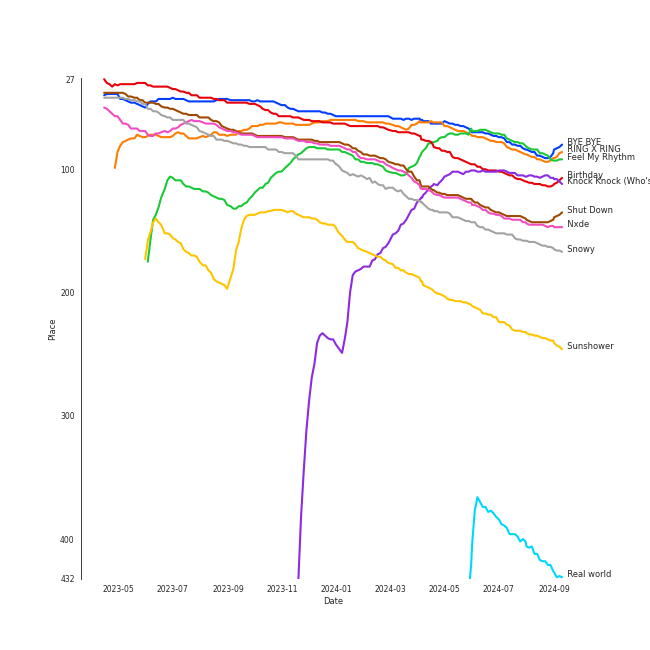 27
100
200
300
400
432
Place
2023-05
2023-07
2023-09
2023-11
2024-01
2024-03
2024-05
2024-07
2024-09
Date
BYE BYE
RING X RING
Feel My Rhythm
Birthday
Knock Knock (Who's
Shut Down
Nxde
Snowy
Sunshower
Real world